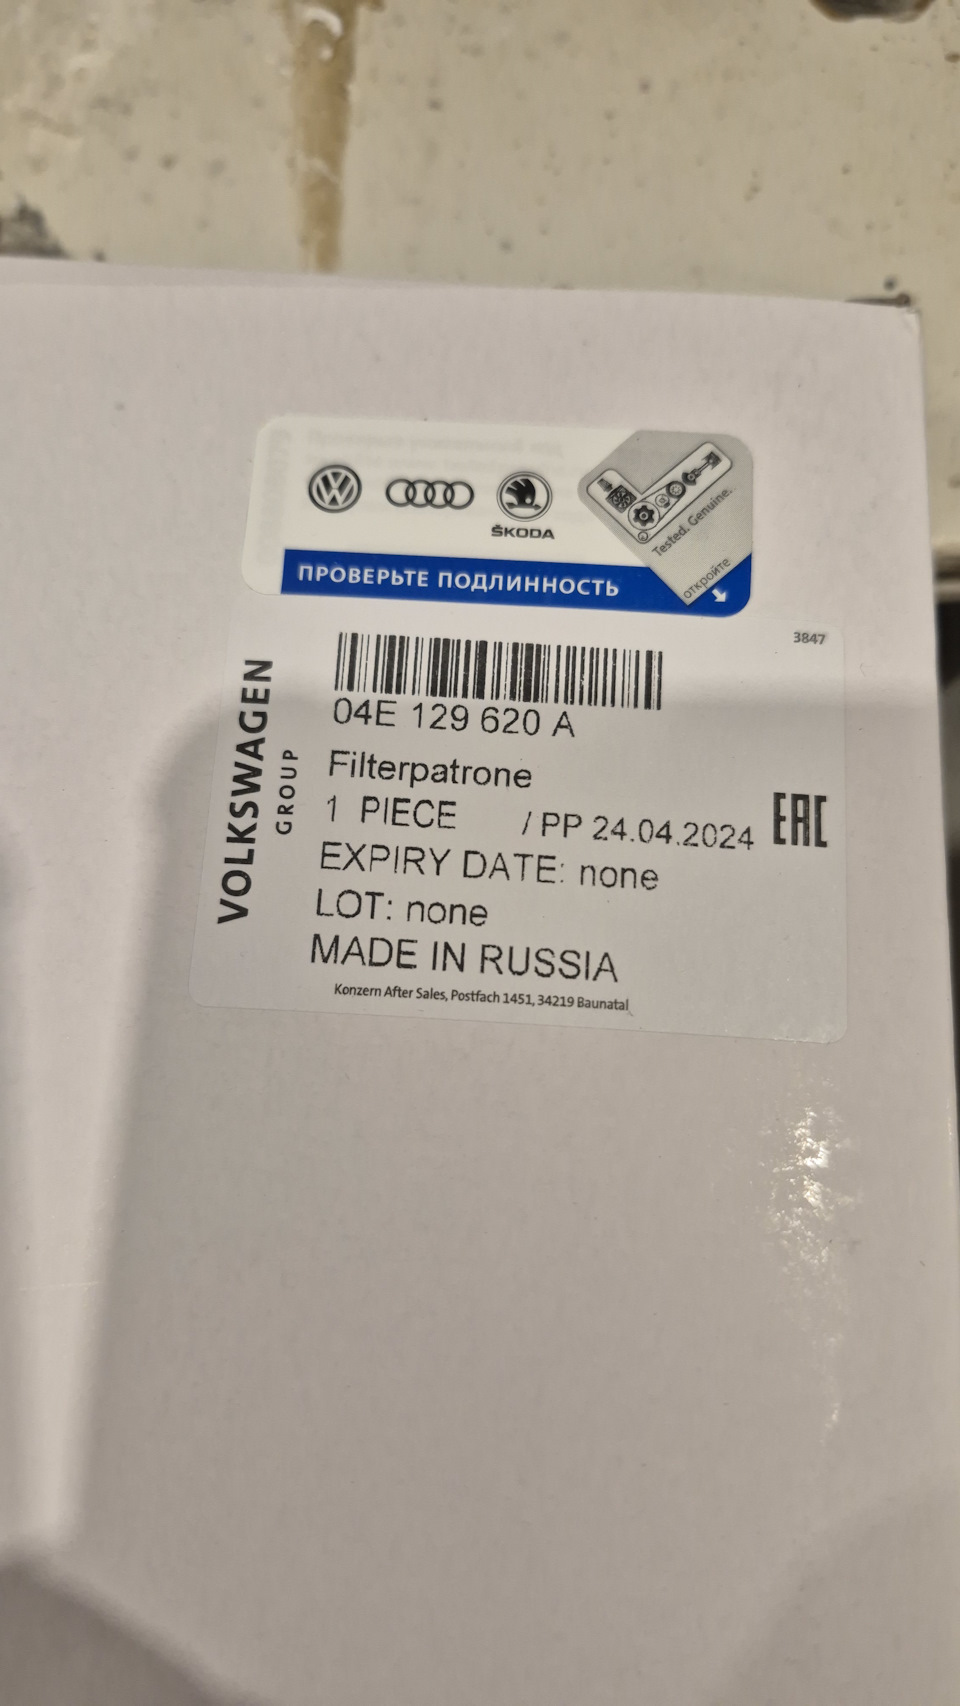 ŠKODA
Tested. Genuine.
откройте
ПРОВЕРЬТЕ ПОДЛИННОСТЬ
3847
VOLKSWAGEN
GROUP
04E 129 620 A
Filterpatrone
1 PIECE / PP 24.04.2024
EAC
EXPIRY DATE: none
LOT: none
MADE IN RUSSIA
Konzern After Sales, Postfach 1451, 34219 Baunatal